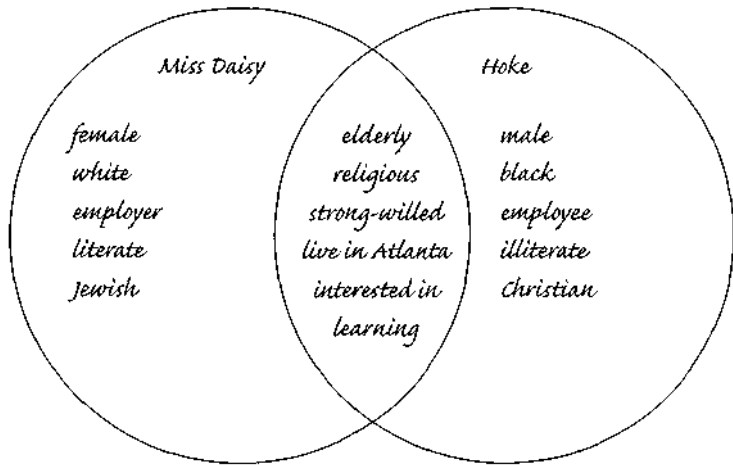 Miss Daisy
female
white
employer
literate
Jewish
elderly
religious
strong-willed
live in Atlanta
interested in
learning
Hoke
male
black
employee
illiterate
Christian